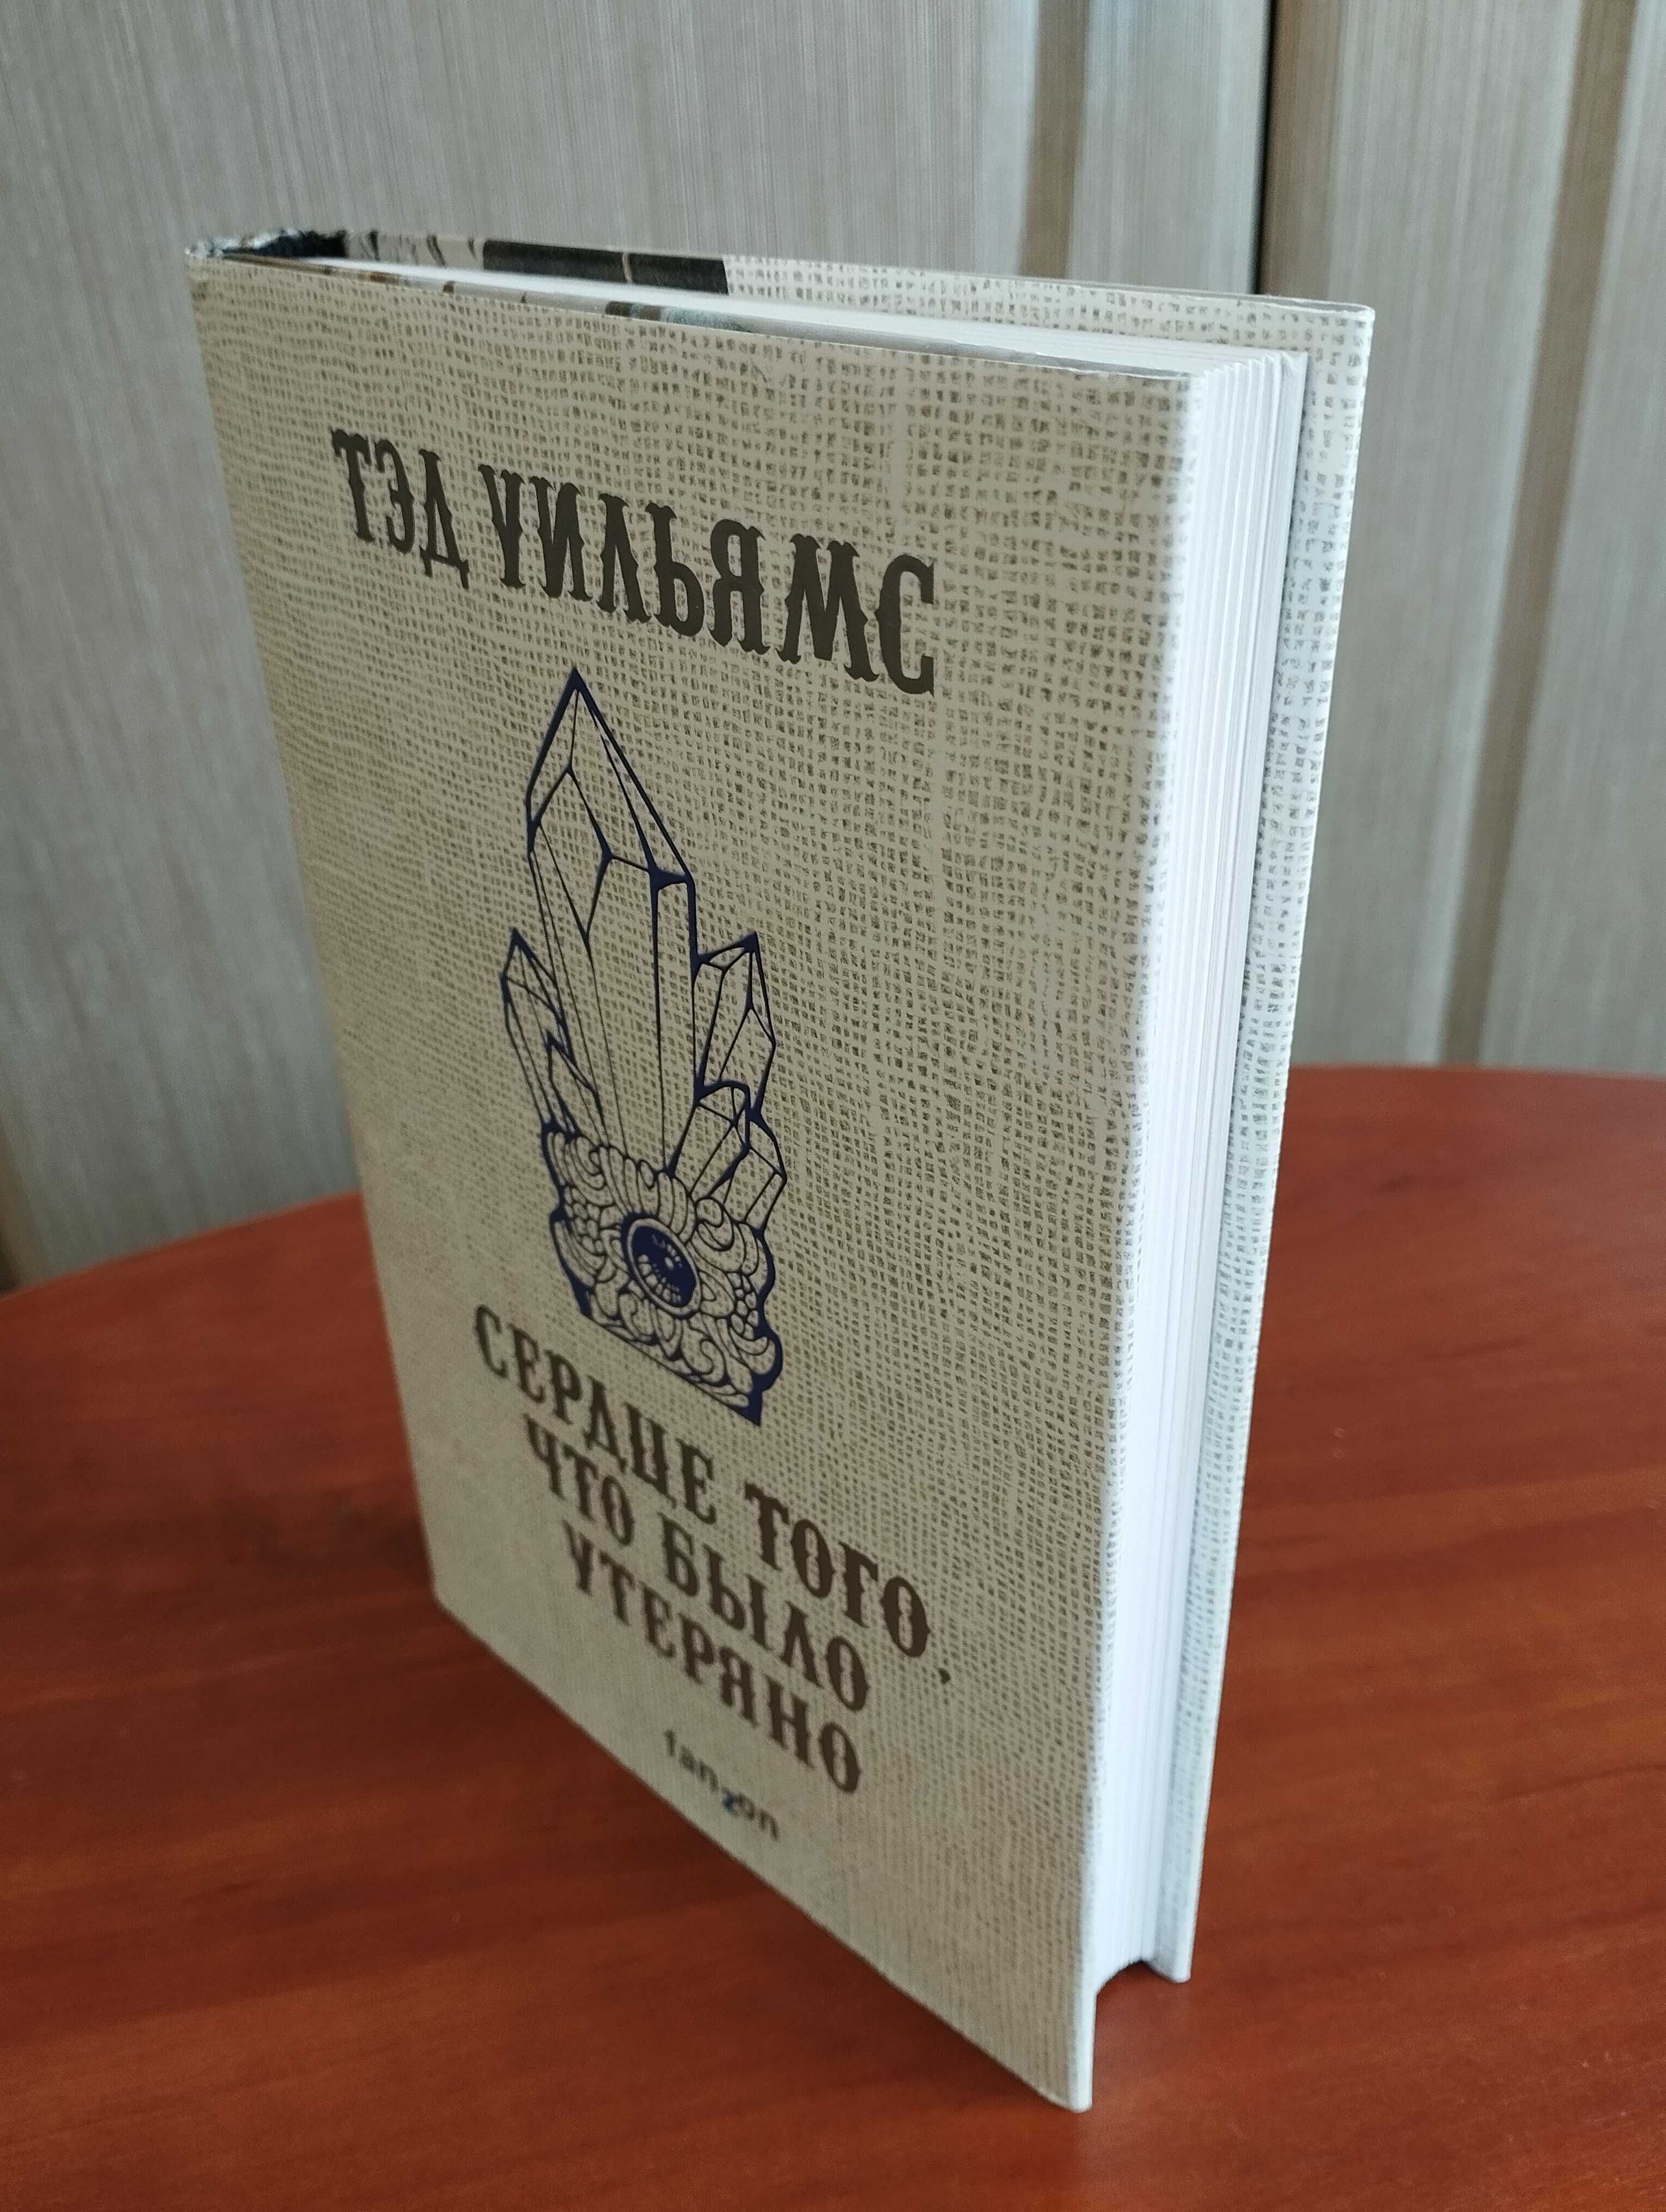 ТЭД УИЛЬЯМС
СЕРДЦЕ ТОГО,
ЧТО БЫЛО
УТЕРЯНО
fanzon